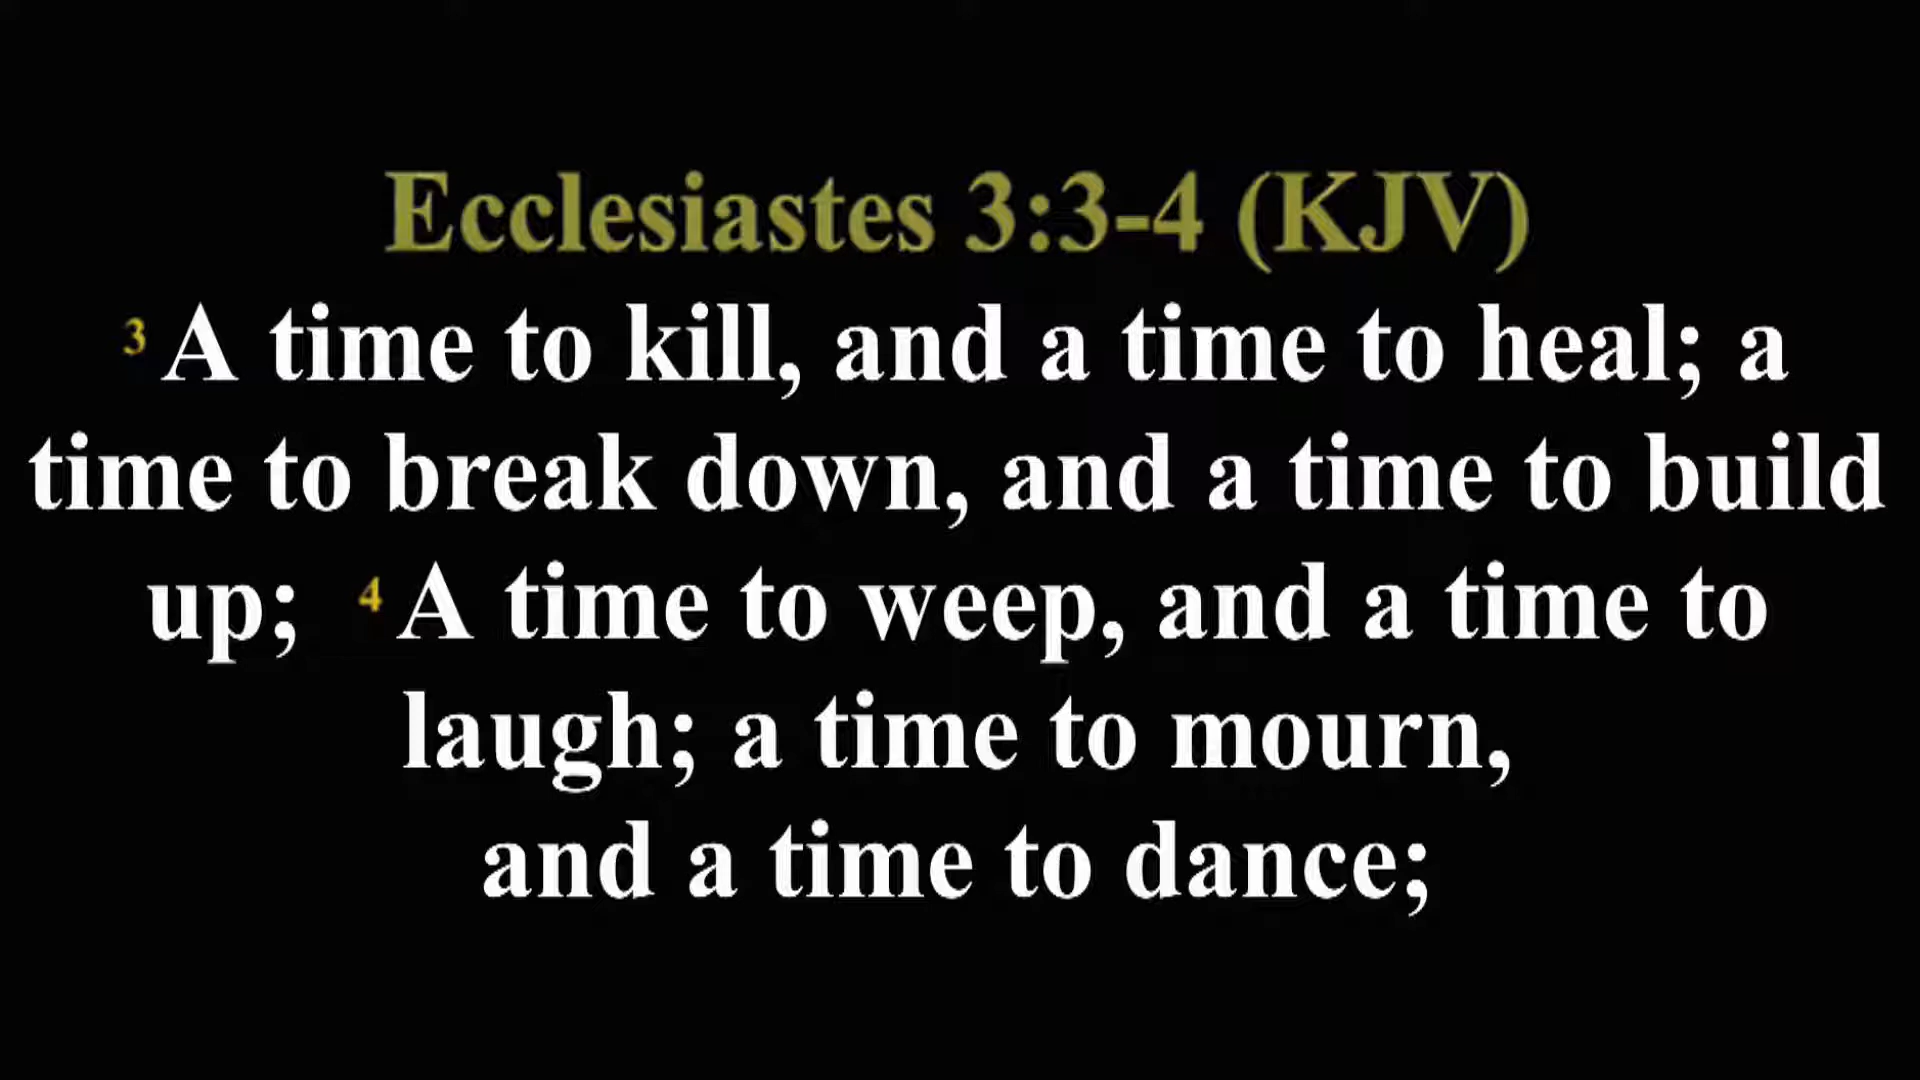 Ecclesiastes 3:3-4 (KJV)
3 A time to kill, and a time to heal; a
time to break down, and a time to build
up; 4 A time to weep, and a time to
laugh; a time to mourn,
and a time to dance;